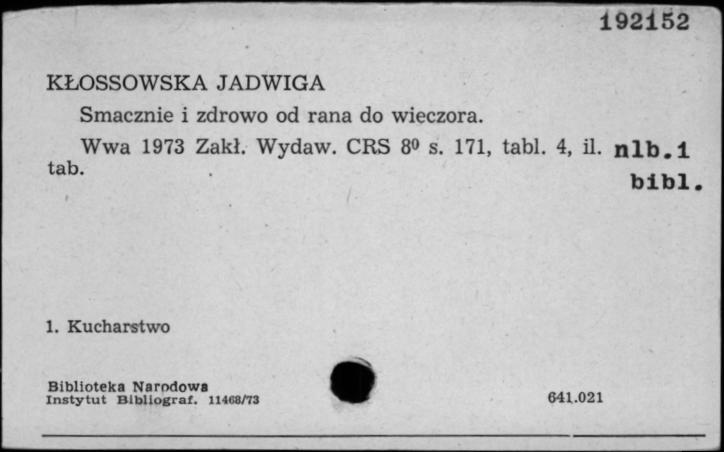 192152
KŁOSSOWSKA JADWIGA
Smacznie i zdrowo od rana do wieczora.
Wwa 1973 Zakł. Wydaw. CRS 8⁰ s. 171, tabl. 4, il. nlb.1
tab. bibl.
1. Kucharstwo
Biblioteka Narodowa
Instytut Bibliograf. 11468/73 641.021